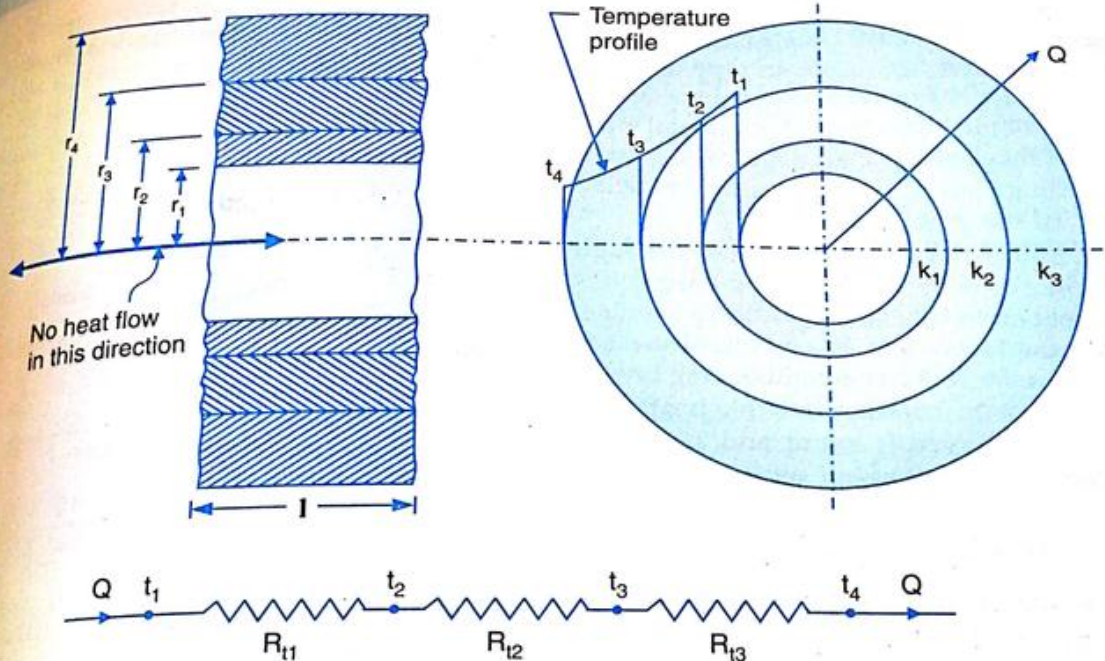 Temperature
profile
Q
t₁
t₂
t₃
t₄
r₄
r₃
r₂
r₁
k₁ k₂ k₃
No heat flow
in this direction
l
Q t₁ t₂ t₃ t₄ Q
Rt1 Rt2 Rt3